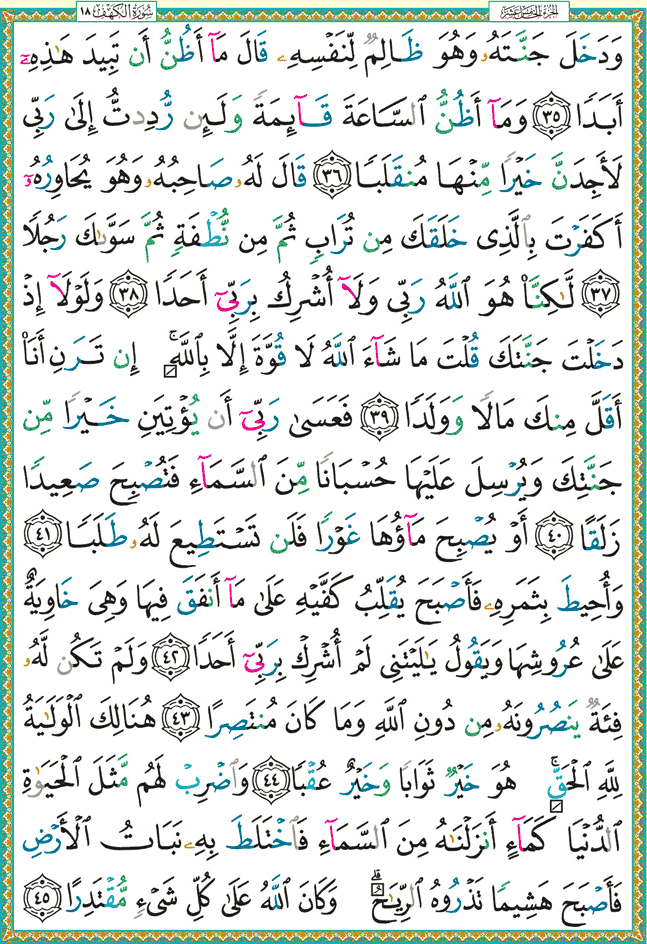 الجزء الخامس عشر
سورة الكهف ١٨
وَدَخَلَ جَنَّتَهُۥ وَهُوَ ظَالِمٌ لِّنَفْسِهِۦ قَالَ مَآ أَظُنُّ أَن تَبِيدَ هَـٰذِهِۦٓ
أَبَدًا ﴿٣٥﴾ وَمَآ أَظُنُّ ٱلسَّاعَةَ قَآئِمَةً وَلَئِن رُّدِدتُّ إِلَىٰ رَبِّى
لَأَجِدَنَّ خَيْرًا مِّنْهَا مُنقَلَبًا ﴿٣٦﴾ قَالَ لَهُۥ صَاحِبُهُۥ وَهُوَ يُحَاوِرُهُۥٓ
أَكَفَرْتَ بِٱلَّذِى خَلَقَكَ مِن تُرَابٍ ثُمَّ مِن نُّطْفَةٍ ثُمَّ سَوَّىٰكَ رَجُلًا
﴿٣٧﴾ لَّـٰكِنَّا۠ هُوَ ٱللَّهُ رَبِّى وَلَآ أُشْرِكُ بِرَبِّىٓ أَحَدًا ﴿٣٨﴾ وَلَوْلَآ إِذْ
دَخَلْتَ جَنَّتَكَ قُلْتَ مَا شَآءَ ٱللَّهُ لَا قُوَّةَ إِلَّا بِٱللَّهِ ۚ إِن تَرَنِ أَنَا۠
أَقَلَّ مِنكَ مَالًا وَوَلَدًا ﴿٣٩﴾ فَعَسَىٰ رَبِّىٓ أَن يُؤْتِيَنِ خَيْرًا مِّن
جَنَّتِكَ وَيُرْسِلَ عَلَيْهَا حُسْبَانًا مِّنَ ٱلسَّمَآءِ فَتُصْبِحَ صَعِيدًا
زَلَقًا ﴿٤٠﴾ أَوْ يُصْبِحَ مَآؤُهَا غَوْرًا فَلَن تَسْتَطِيعَ لَهُۥ طَلَبًا ﴿٤١﴾
وَأُحِيطَ بِثَمَرِهِۦ فَأَصْبَحَ يُقَلِّبُ كَفَّيْهِ عَلَىٰ مَآ أَنفَقَ فِيهَا وَهِىَ خَاوِيَةٌ
عَلَىٰ عُرُوشِهَا وَيَقُولُ يَـٰلَيْتَنِى لَمْ أُشْرِكْ بِرَبِّىٓ أَحَدًا ﴿٤٢﴾ وَلَمْ تَكُن لَّهُۥ
فِئَةٌ يَنصُرُونَهُۥ مِن دُونِ ٱللَّهِ وَمَا كَانَ مُنتَصِرًا ﴿٤٣﴾ هُنَالِكَ ٱلْوَلَـٰيَةُ
لِلَّهِ ٱلْحَقِّ ۚ هُوَ خَيْرٌ ثَوَابًا وَخَيْرٌ عُقْبًا ﴿٤٤﴾ وَٱضْرِبْ لَهُم مَّثَلَ ٱلْحَيَوٰةِ
ٱلدُّنْيَا كَمَآءٍ أَنزَلْنَـٰهُ مِنَ ٱلسَّمَآءِ فَٱخْتَلَطَ بِهِۦ نَبَاتُ ٱلْأَرْضِ
فَأَصْبَحَ هَشِيمًا تَذْرُوهُ ٱلرِّيَـٰحُ ۗ وَكَانَ ٱللَّهُ عَلَىٰ كُلِّ شَىْءٍ مُّقْتَدِرًا ﴿٤٥﴾